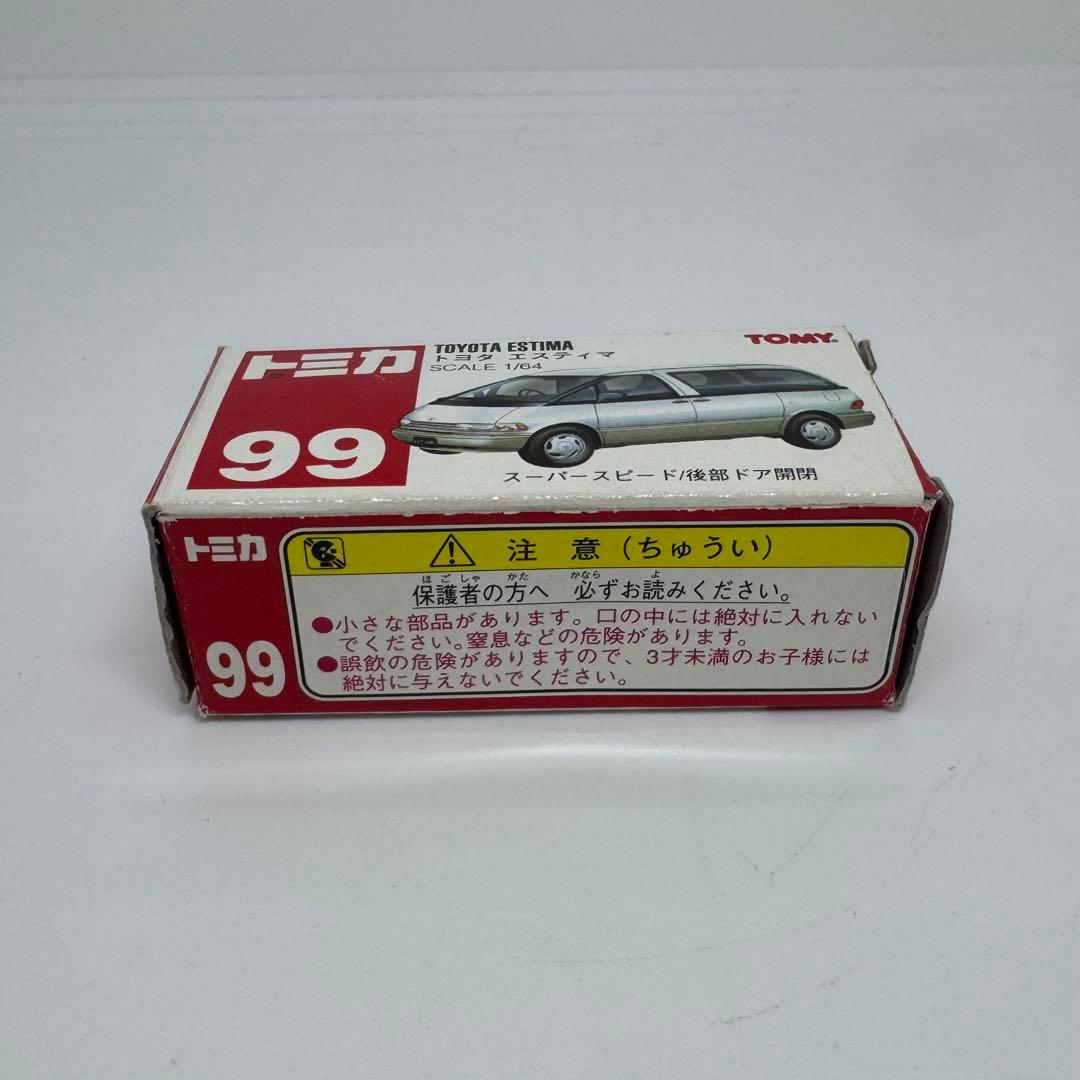 トミカ
99
TOYOTA ESTIMA
トヨタ エスティマ
SCALE 1/64
TOMY
スーパースピード/後部ドア開閉
トミカ
99
注 意 (ちゅうい)
ほごしゃ かた かなら よ
保護者の方へ 必ずお読みください。
●小さな部品があります。口の中には絶対に入れない
でください。窒息などの危険があります。
●誤飲の危険がありますので、3才未満のお子様には
絶対に与えないでください。